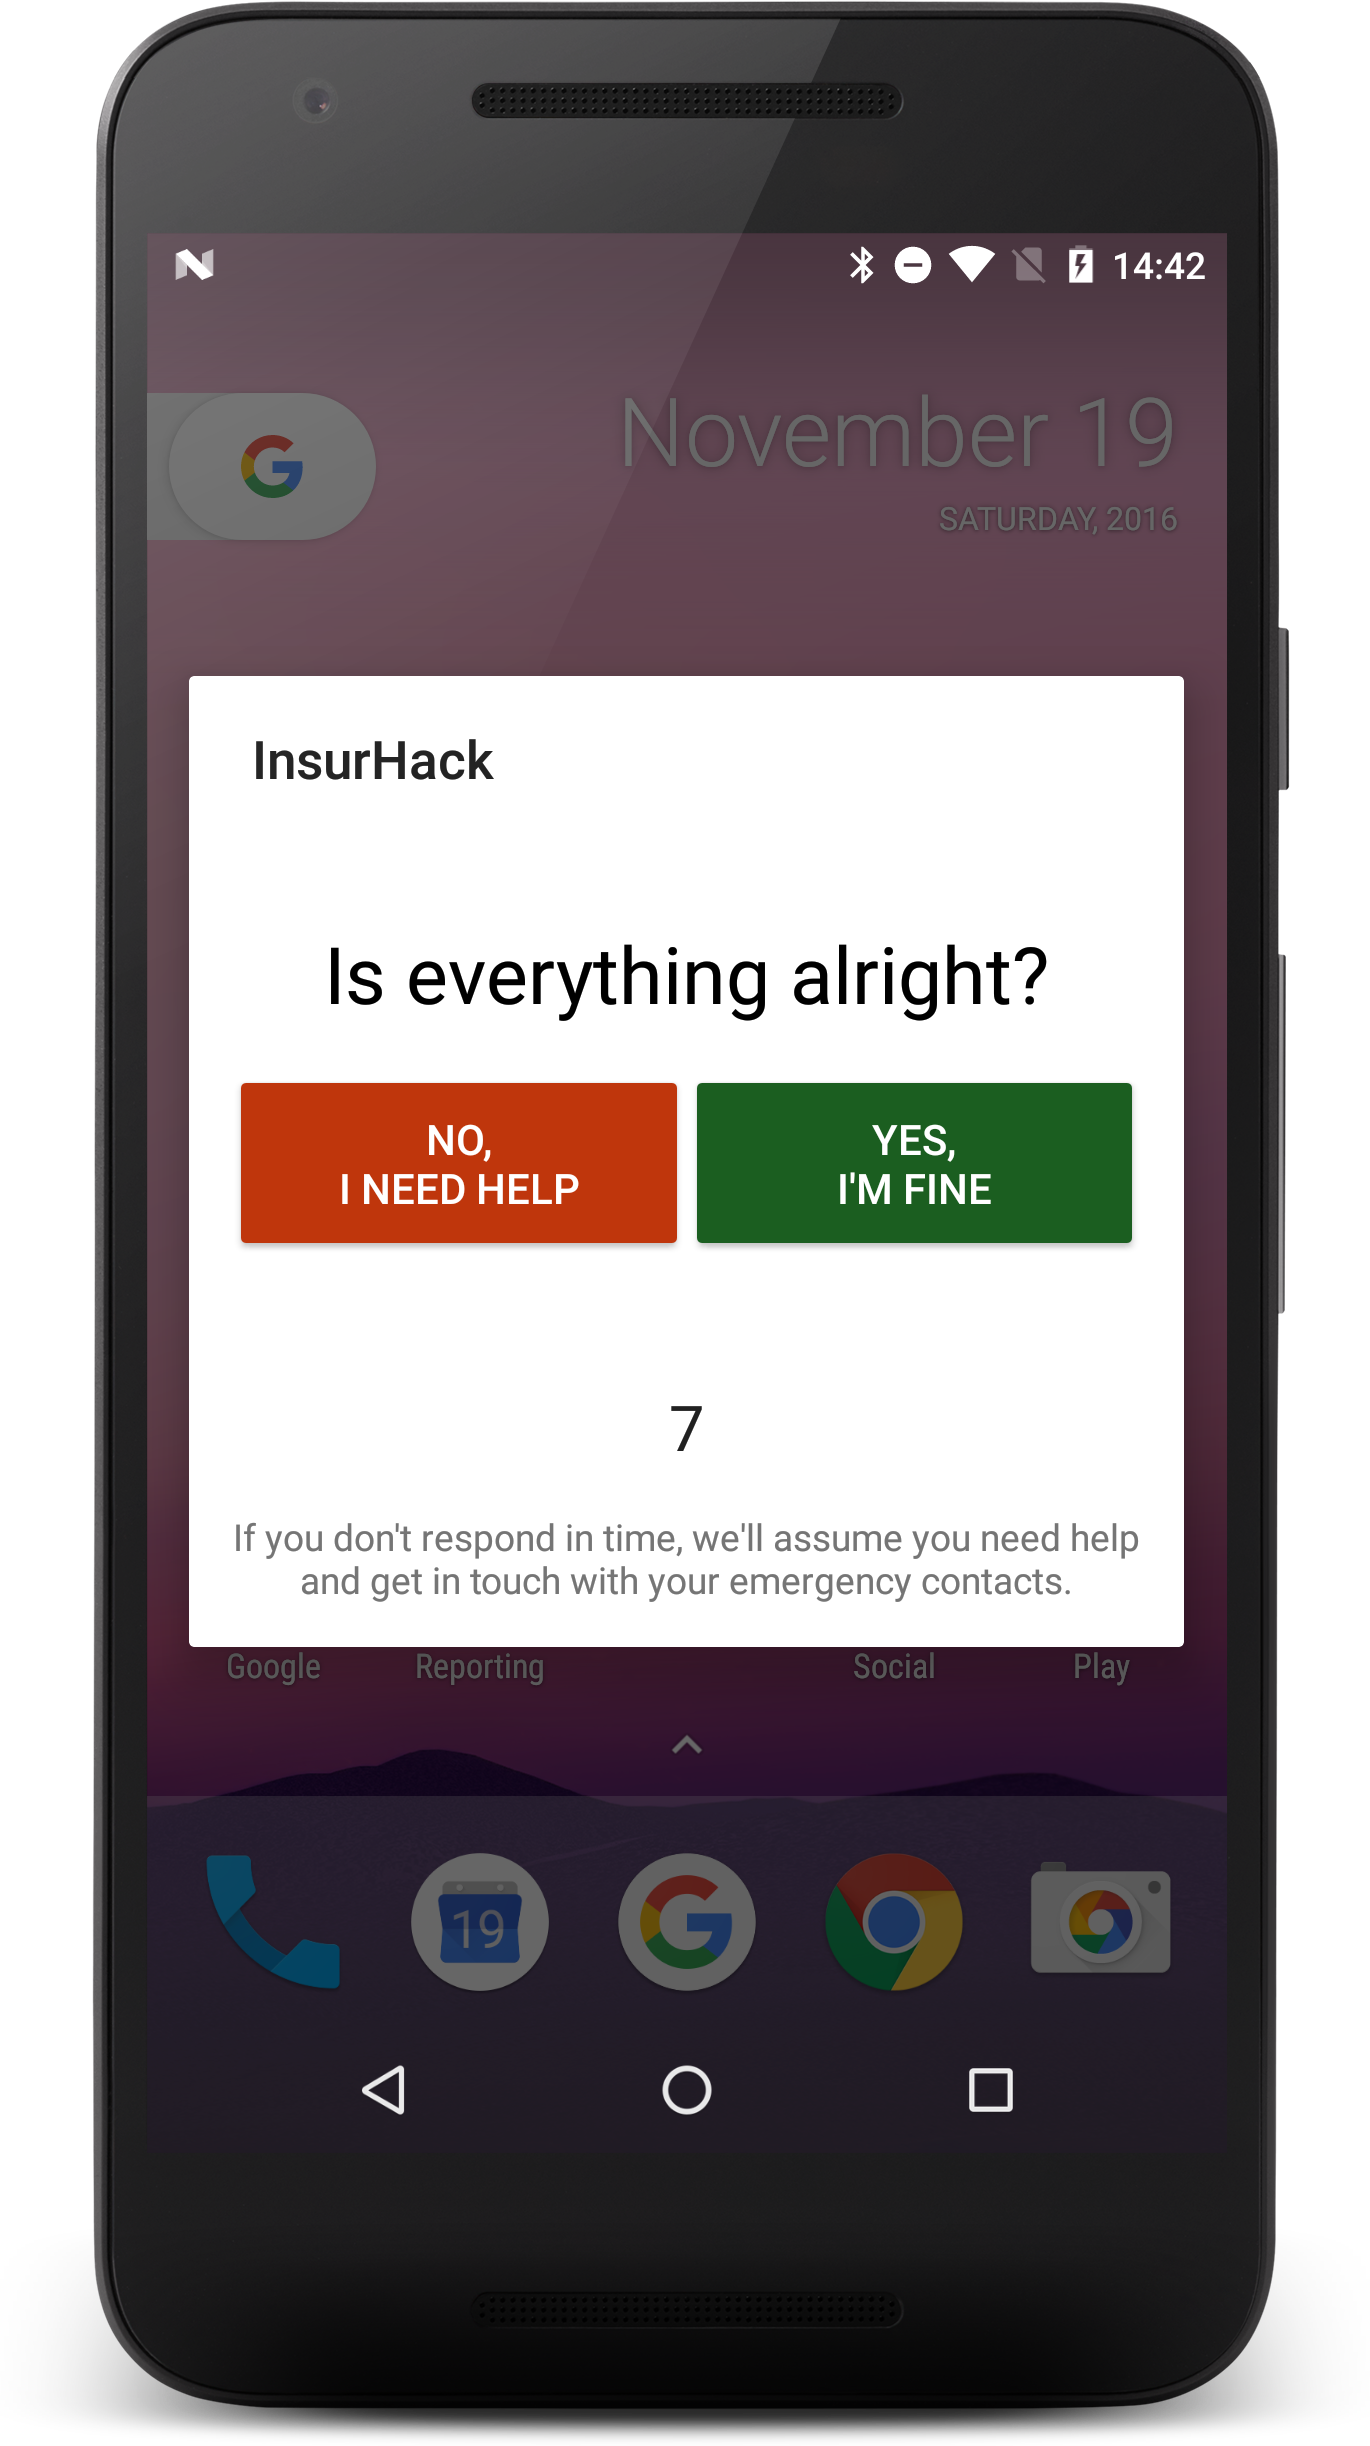 14:42
November 19
SATURDAY, 2016
InsurHack
Is everything alright?
NO,
I NEED HELP
YES,
I'M FINE
7
If you don't respond in time, we'll assume you need help
and get in touch with your emergency contacts.
Google Reporting Social Play
19